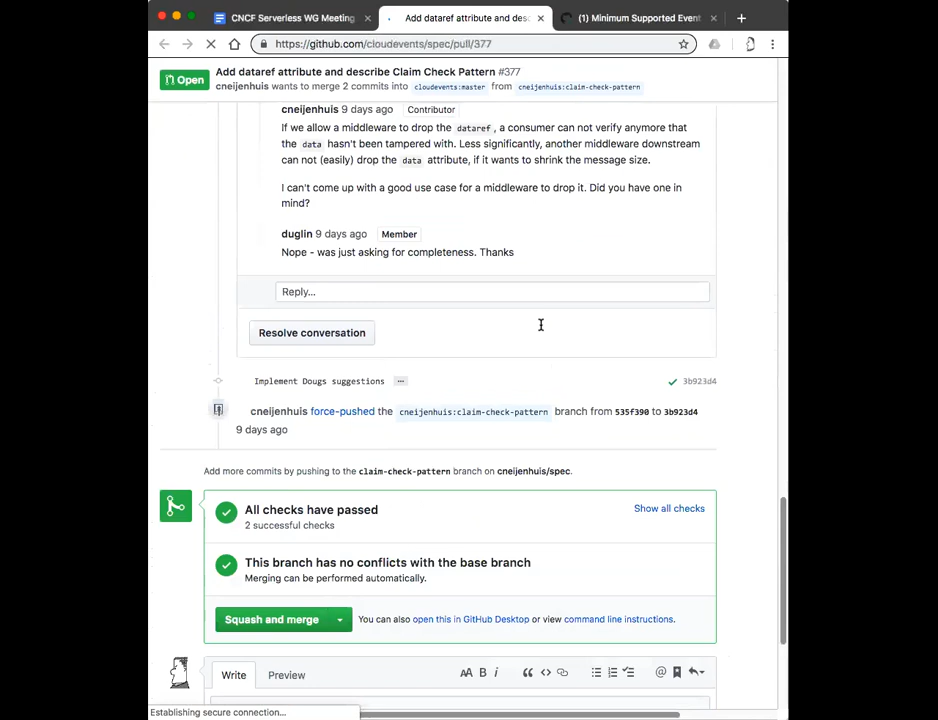 CNCF Serverless WG Meeting
Add dataref attribute and desc
(1) Minimum Supported Event
https://github.com/cloudevents/spec/pull/377
Open
Add dataref attribute and describe Claim Check Pattern #377
cneijenhuis wants to merge 2 commits into cloudevents:master from cneijenhuis:claim-check-pattern
cneijenhuis 9 days ago Contributor
If we allow a middleware to drop the dataref, a consumer can not verify anymore that
the data hasn't been tampered with. Less significantly, another middleware downstream
can not (easily) drop the data attribute, if it wants to shrink the message size.
I can't come up with a good use case for a middleware to drop it. Did you have one in
mind?
duglin 9 days ago Member
Nope - was just asking for completeness. Thanks
Reply...
Resolve conversation
Implement Dougs suggestions ... 3b923d4
cneijenhuis force-pushed the cneijenhuis:claim-check-pattern branch from 535f390 to 3b923d4
9 days ago
Add more commits by pushing to the claim-check-pattern branch on cneijenhuis/spec.
All checks have passed
2 successful checks
Show all checks
This branch has no conflicts with the base branch
Merging can be performed automatically.
Squash and merge
You can also open this in GitHub Desktop or view command line instructions.
Write Preview
AA B i
Establishing secure connection...